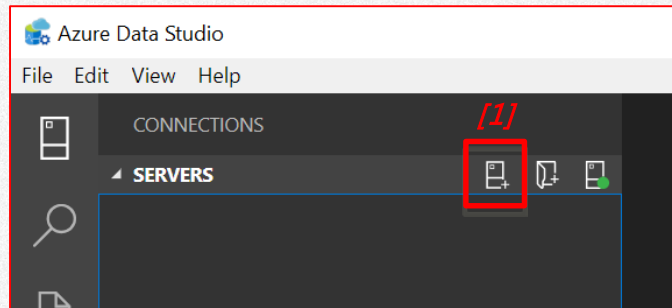 Azure Data Studio
File Edit View Help
CONNECTIONS
[1]
SERVERS